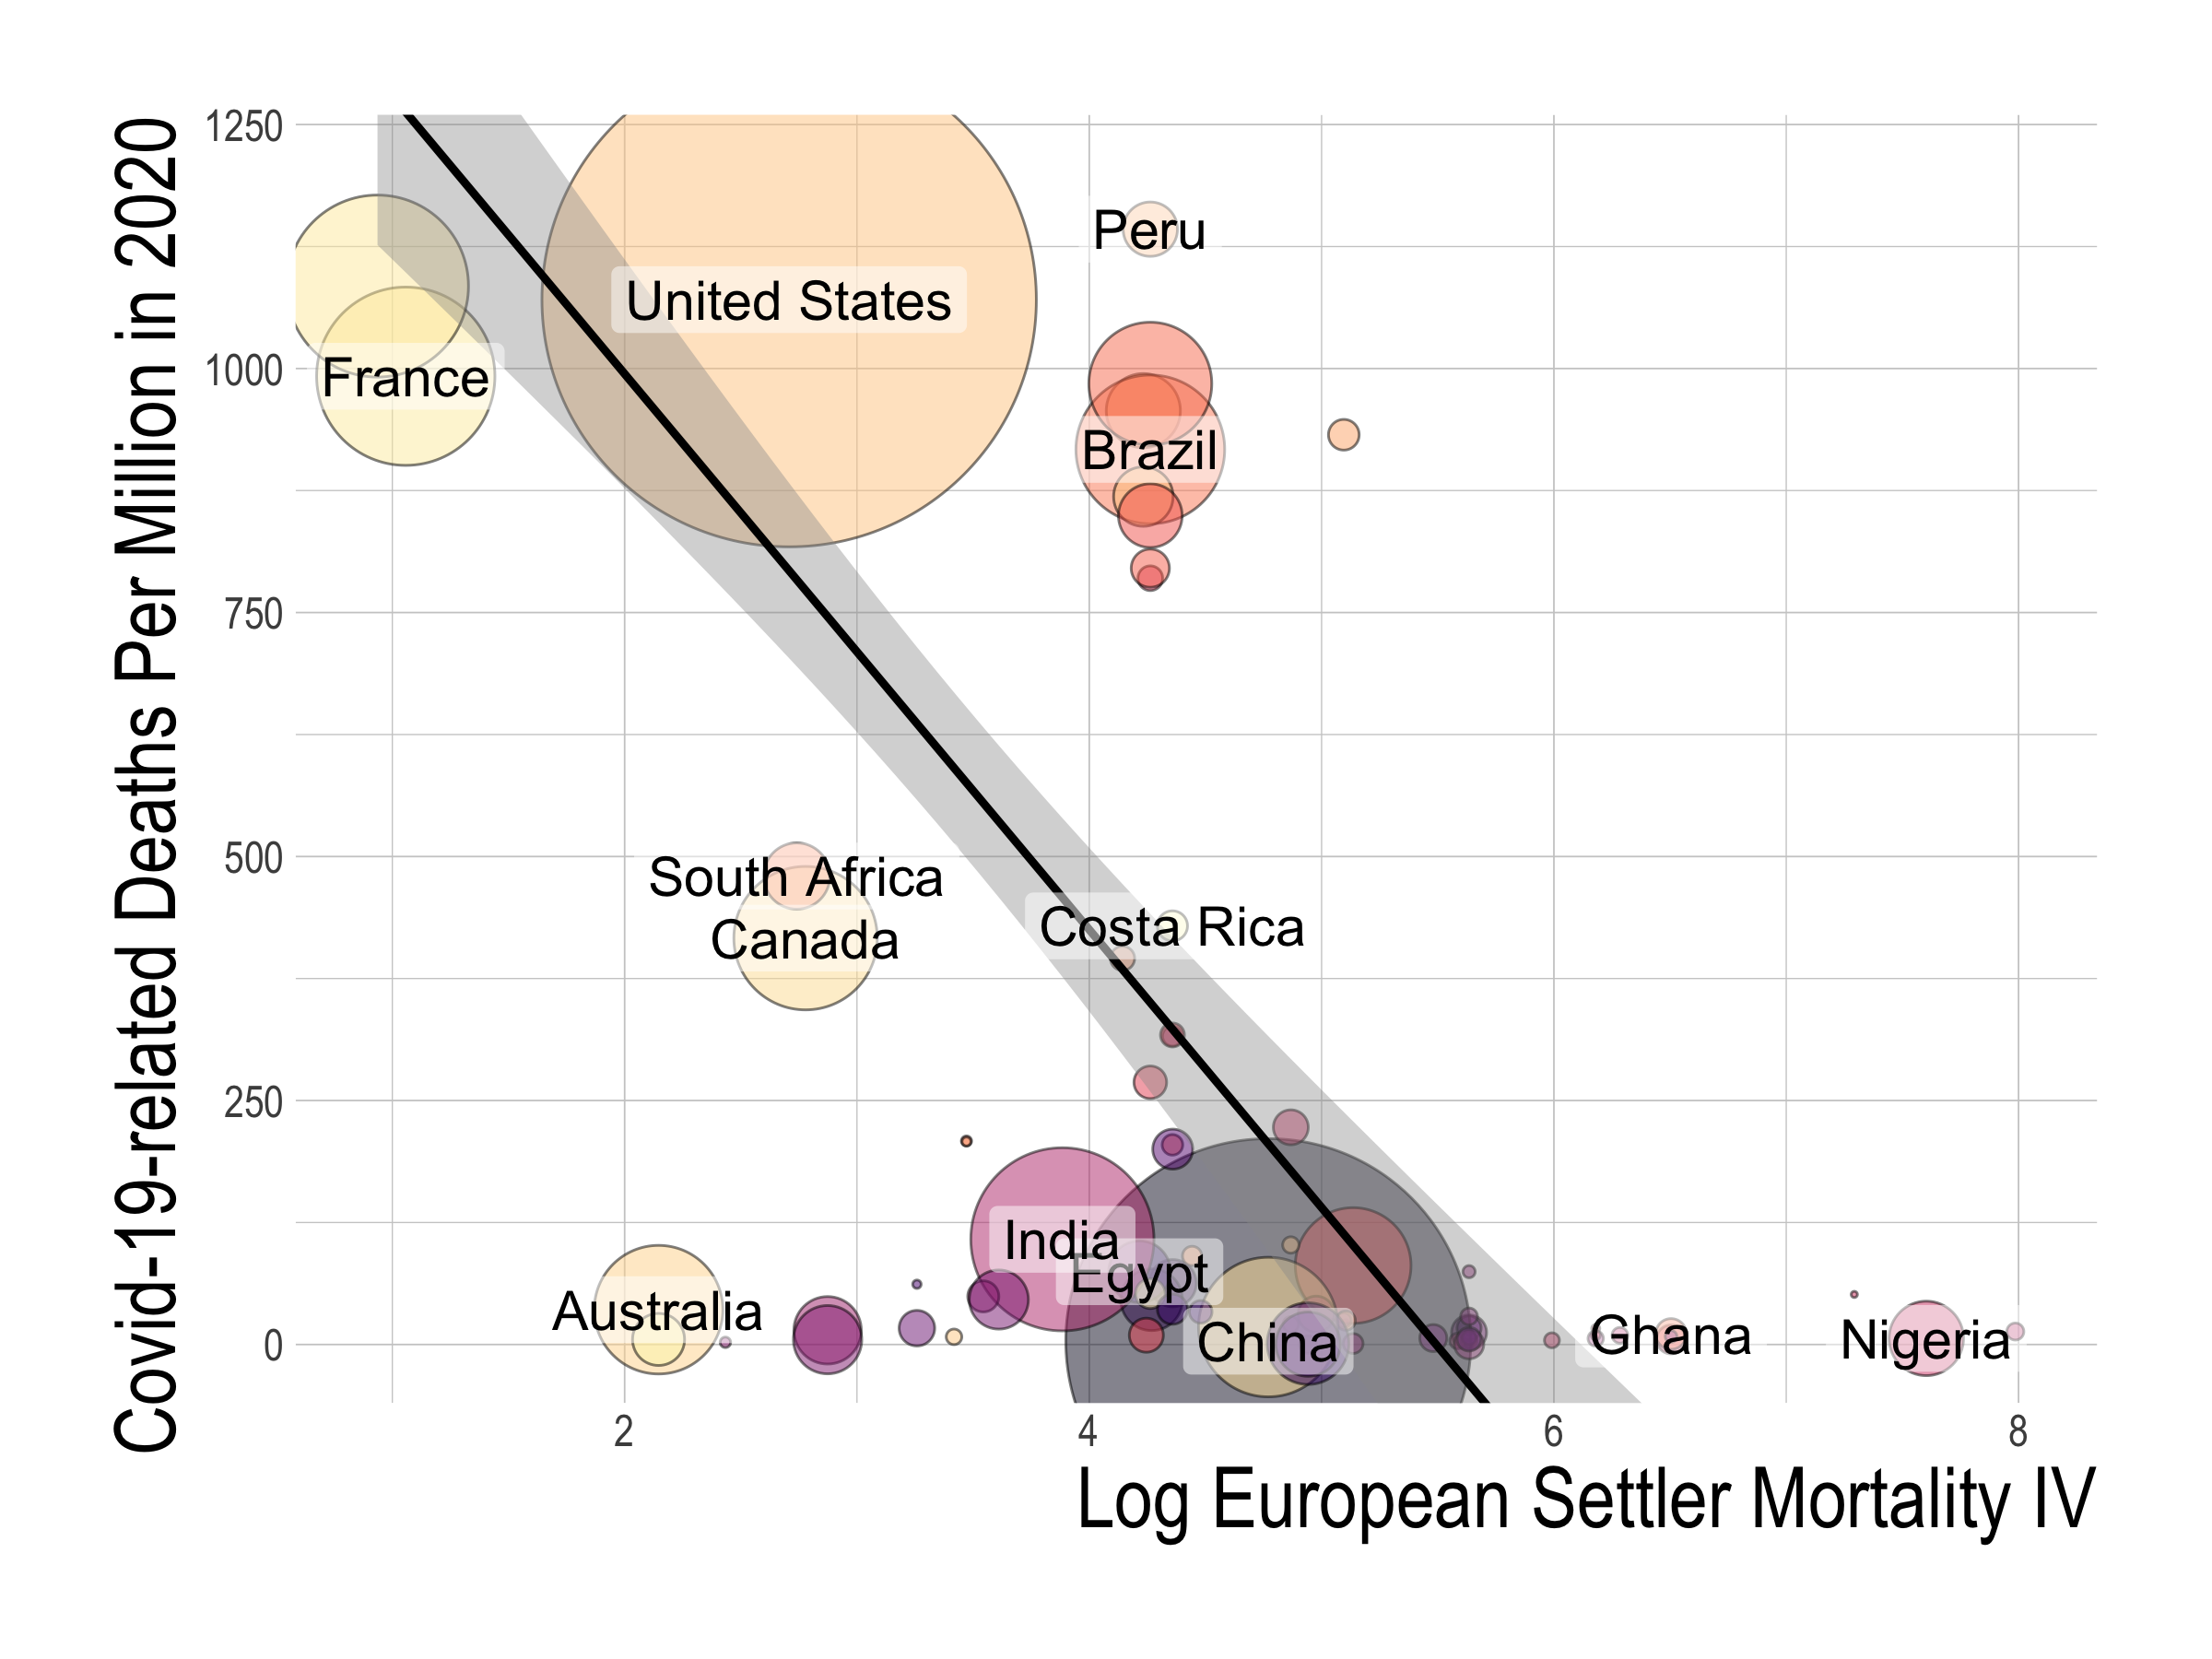 Covid-19-related Deaths Per Million in 2020
1250
1000
750
500
250
0
Peru
United States
France
Brazil
South Africa
Canada
Costa Rica
India
Egypt
Australia
China
Ghana
Nigeria
2
4
6
8
Log European Settler Mortality IV